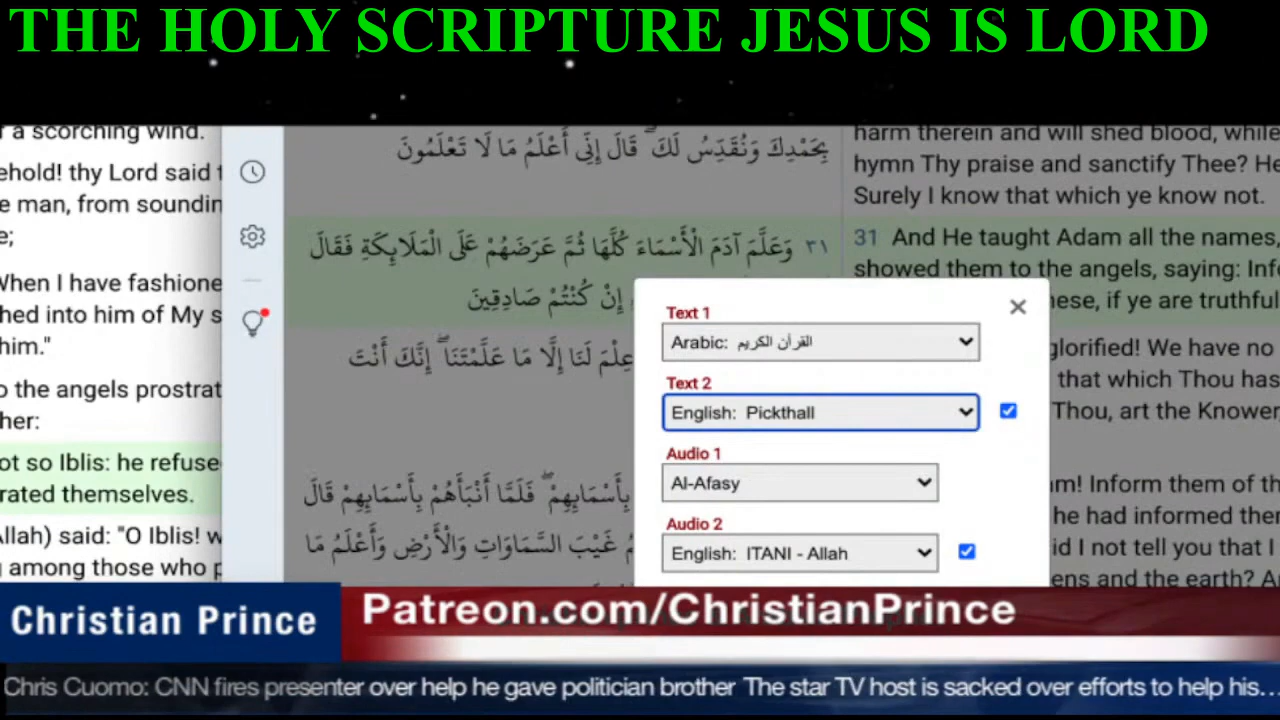 THE HOLY SCRIPTURE JESUS IS LORD
a scorching wind.
ehold! thy Lord said
e man, from soundin
e;
When I have fashione
hed into him of My s
him."
o the angels prostrat
her:
ot so Iblis: he refuse
rated themselves.
Allah) said: "O Iblis! w
among those who p
بِحَمْدِكَ وَنُقَدِّسُ لَكَ ۖ قَالَ إِنِّي أَعْلَمُ مَا لَا تَعْلَمُونَ
٣١ وَعَلَّمَ آدَمَ الْأَسْمَاءَ كُلَّهَا ثُمَّ عَرَضَهُمْ عَلَى الْمَلَائِكَةِ فَقَالَ
إِنْ كُنْتُمْ صَادِقِينَ
عِلْمَ لَنَا إِلَّا مَا عَلَّمْتَنَا ۖ إِنَّكَ أَنْتَ
بِأَسْمَائِهِمْ ۖ فَلَمَّا أَنْبَأَهُمْ بِأَسْمَائِهِمْ قَالَ
غَيْبَ السَّمَاوَاتِ وَالْأَرْضِ وَأَعْلَمُ مَا
harm therein and will shed blood, while
hymn Thy praise and sanctify Thee? He
Surely I know that which ye know not.
31 And He taught Adam all the names,
showed them to the angels, saying: Info
hese, if ye are truthful
glorified! We have no
that which Thou has
Thou, art the Knower,
m! Inform them of th
he had informed them
id I not tell you that I
ens and the earth? A
Text 1
Arabic: القرآن الكريم
Text 2
English: Pickthall
Audio 1
Al-Afasy
Audio 2
English: ITANI - Allah
Christian Prince
Patreon.com/ChristianPrince
Chris Cuomo: CNN fires presenter over help he gave politician brother The star TV host is sacked over efforts to help his...